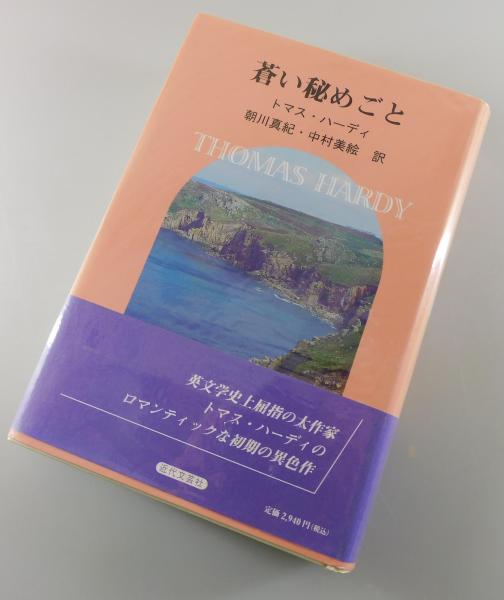 蒼い秘めごと
トマス・ハーディ
朝川真紀・中村美絵 訳
THOMAS HARDY
英文学史上屈指の大作家
トマス・ハーディの
ロマンティックな初期の異色作
近代文芸社
定価2,940円(税込)